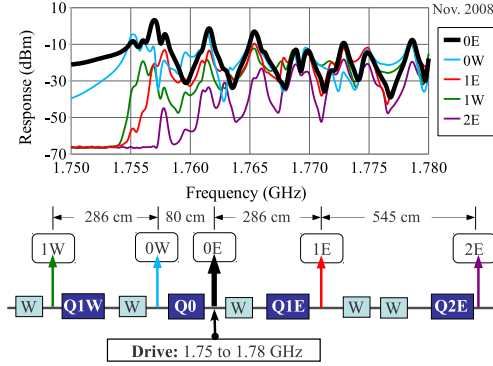 Nov. 2008
10
-10
-30
-50
-70
Response (dBm)
1.750
1.755
1.760
1.765
1.770
1.775
1.780
Frequency (GHz)
0E
0W
1E
1W
2E
286 cm
80 cm
286 cm
545 cm
1W
0W
0E
1E
2E
W
Q1W
W
Q0
W
Q1E
W
W
Q2E
Drive: 1.75 to 1.78 GHz